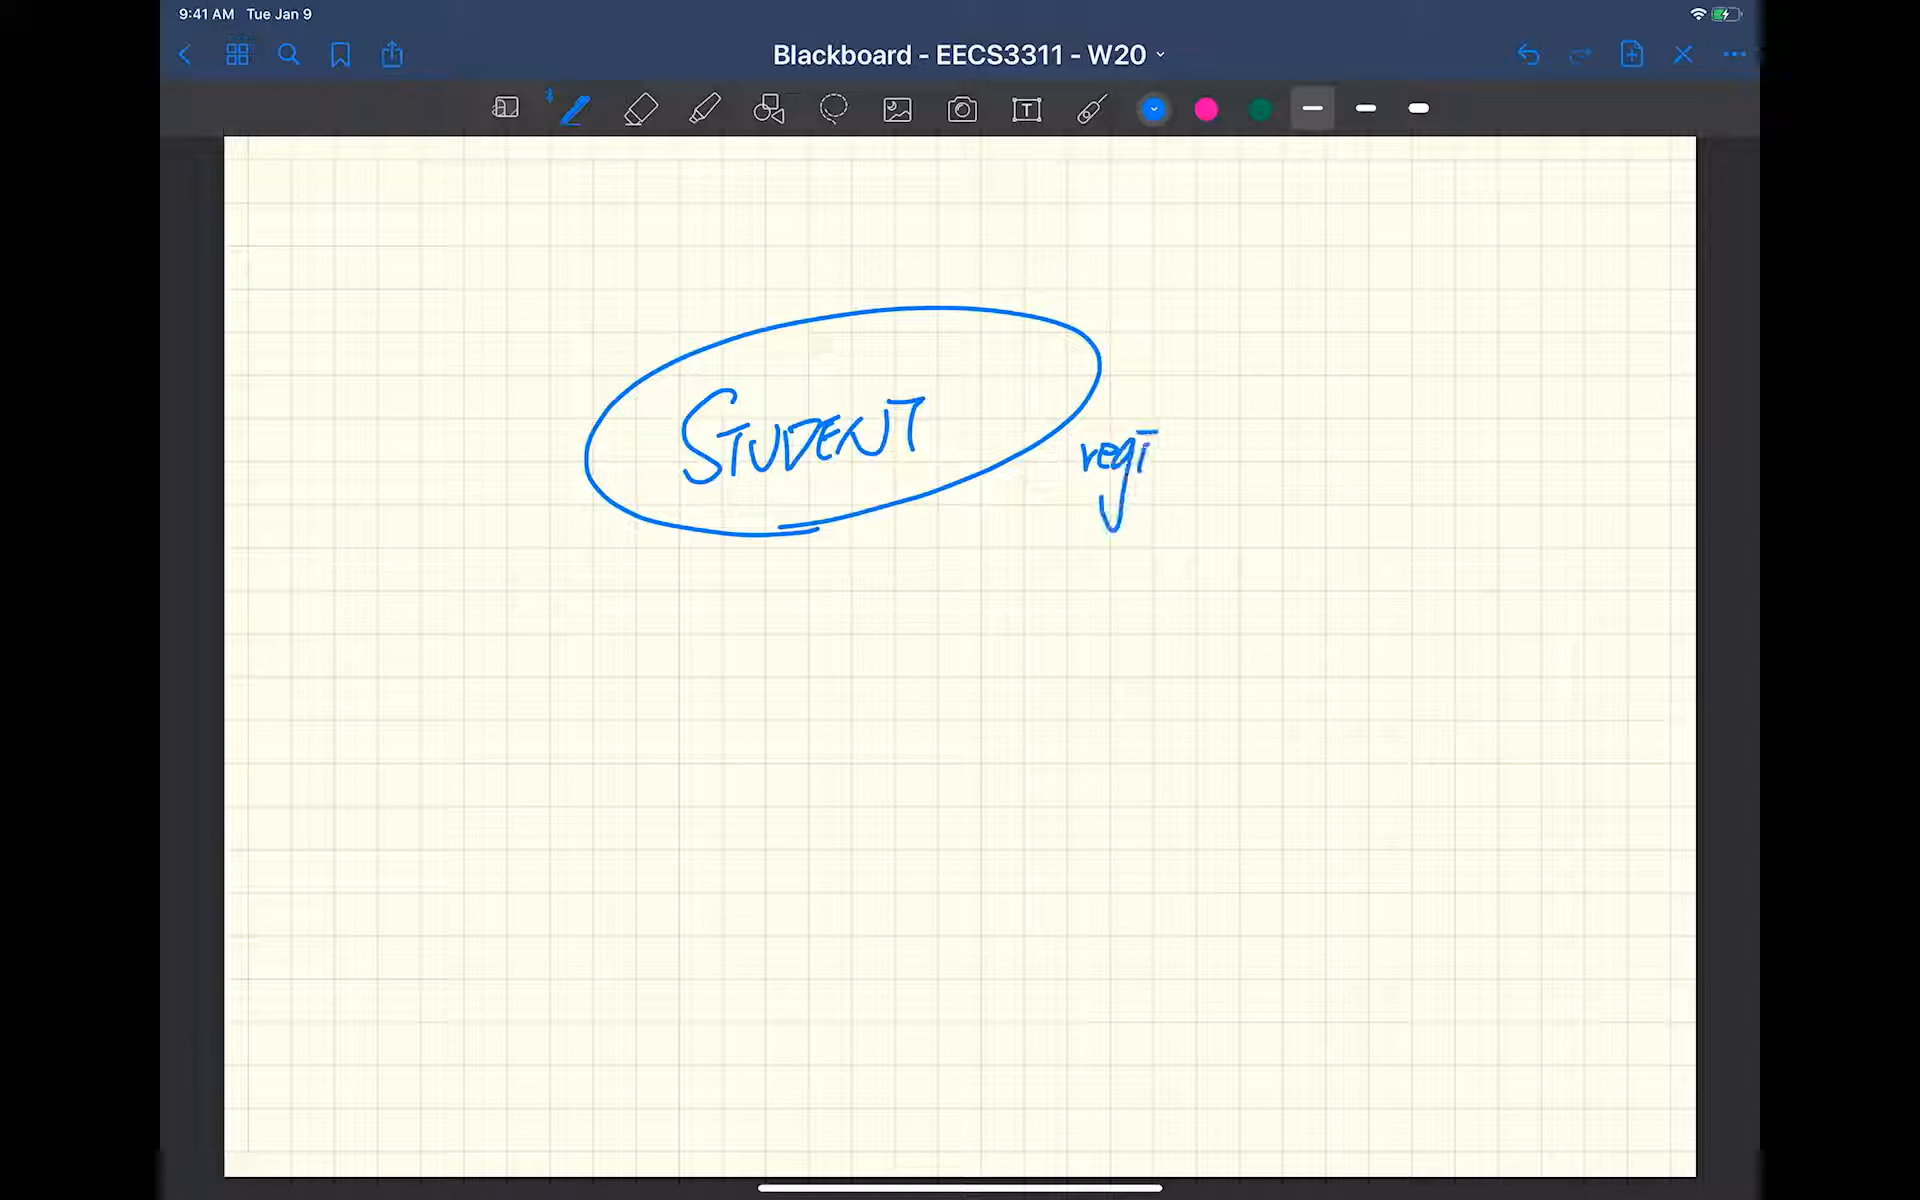 9:41 AM Tue Jan 9
Blackboard - EECS3311 - W20
T
STUDENT
regi